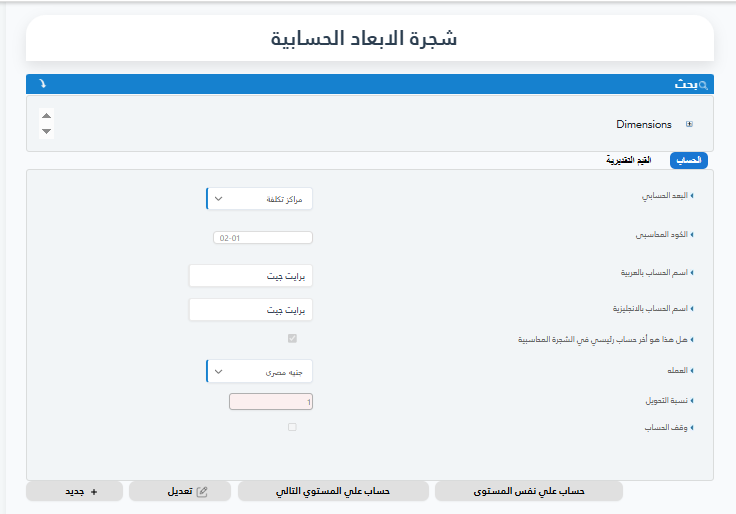 شجرة الابعاد الحسابية
بحث
Dimensions
الحساب القيم التقديرية
البعد الحسابي مراكز تكلفة
الكود المحاسبى 02-01
اسم الحساب بالعربية برايت جيت
اسم الحساب بالانجليزية برايت جيت
هل هذا هو أخر حساب رئيسي في الشجرة المحاسبية
العمله جنيه مصرى
نسبة التحويل 1
وقف الحساب
حساب علي نفس المستوى حساب علي المستوي التالي تعديل + جديد